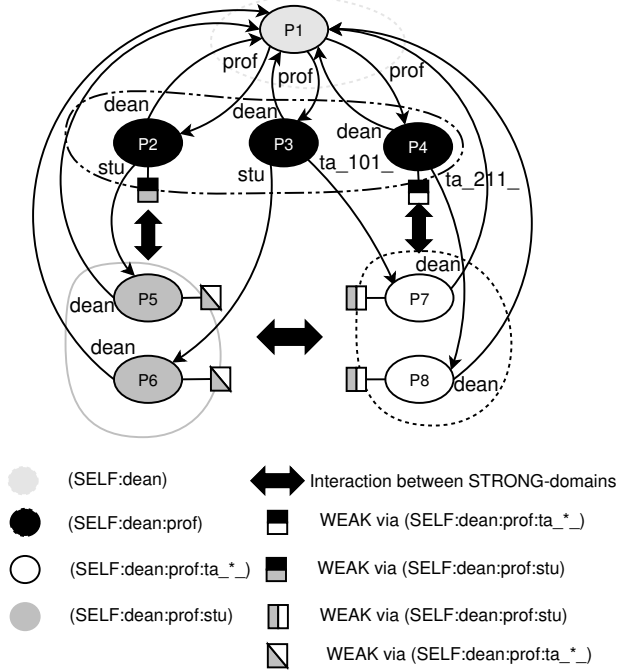 P1
prof
prof
prof
dean
dean
dean
P2
P3
P4
stu
stu
ta_101_
ta_211_
dean
P5
P7
dean
dean
P6
P8
dean
(SELF:dean)
Interaction between STRONG-domains
(SELF:dean:prof)
WEAK via (SELF:dean:prof:ta_*_)
(SELF:dean:prof:ta_*_)
WEAK via (SELF:dean:prof:stu)
(SELF:dean:prof:stu)
WEAK via (SELF:dean:prof:stu)
WEAK via (SELF:dean:prof:ta_*_)